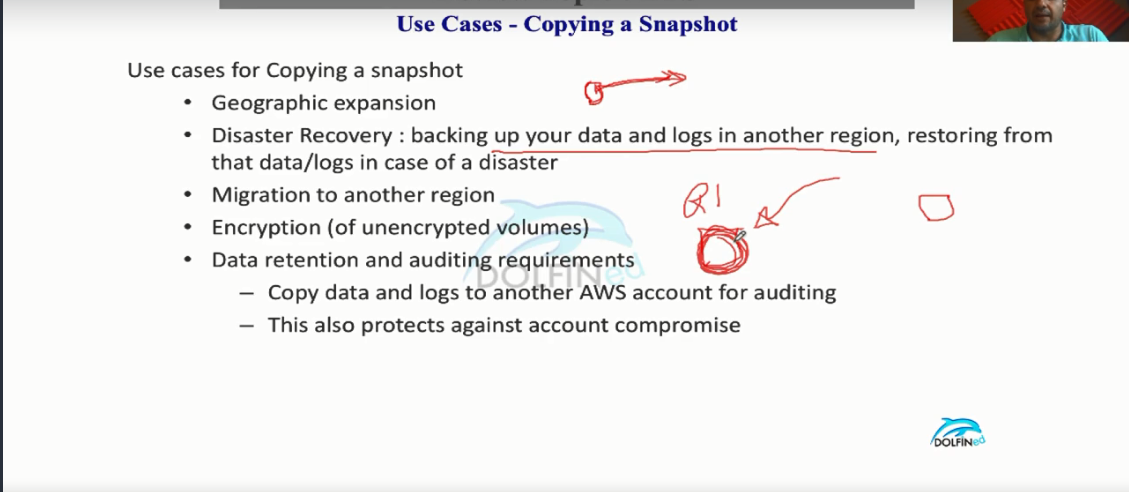 Use Cases - Copying a Snapshot
Use cases for Copying a snapshot
• Geographic expansion
• Disaster Recovery : backing up your data and logs in another region, restoring from
that data/logs in case of a disaster
• Migration to another region
R1
• Encryption (of unencrypted volumes)
• Data retention and auditing requirements
DOLFINed
– Copy data and logs to another AWS account for auditing
– This also protects against account compromise
DOLFINed